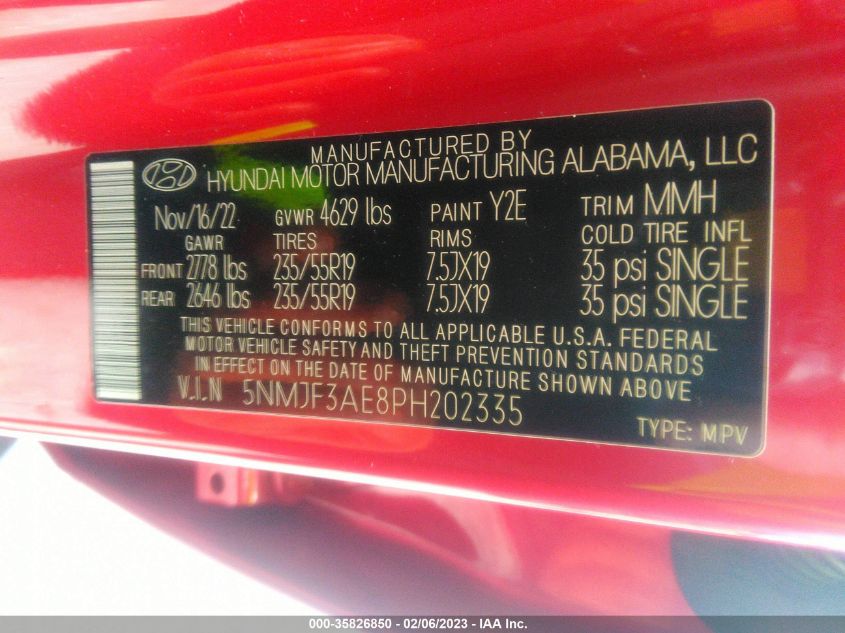 MANUFACTURED BY
HYUNDAI MOTOR MANUFACTURING ALABAMA, LLC
Nov/16/22 GVWR 4629 lbs PAINT Y2E TRIM MMH
GAWR TIRES RIMS COLD TIRE INFL
FRONT 2778 lbs 235/55R19 7.5JX19 35 psi SINGLE
REAR 2646 lbs 235/55R19 7.5JX19 35 psi SINGLE
THIS VEHICLE CONFORMS TO ALL APPLICABLE U.S.A. FEDERAL
MOTOR VEHICLE SAFETY AND THEFT PREVENTION STANDARDS
IN EFFECT ON THE DATE OF MANUFACTURE SHOWN ABOVE.
V.I.N 5NMJF3AE8PH202335
TYPE: MPV
000-35826850 - 02/06/2023 - IAA Inc.